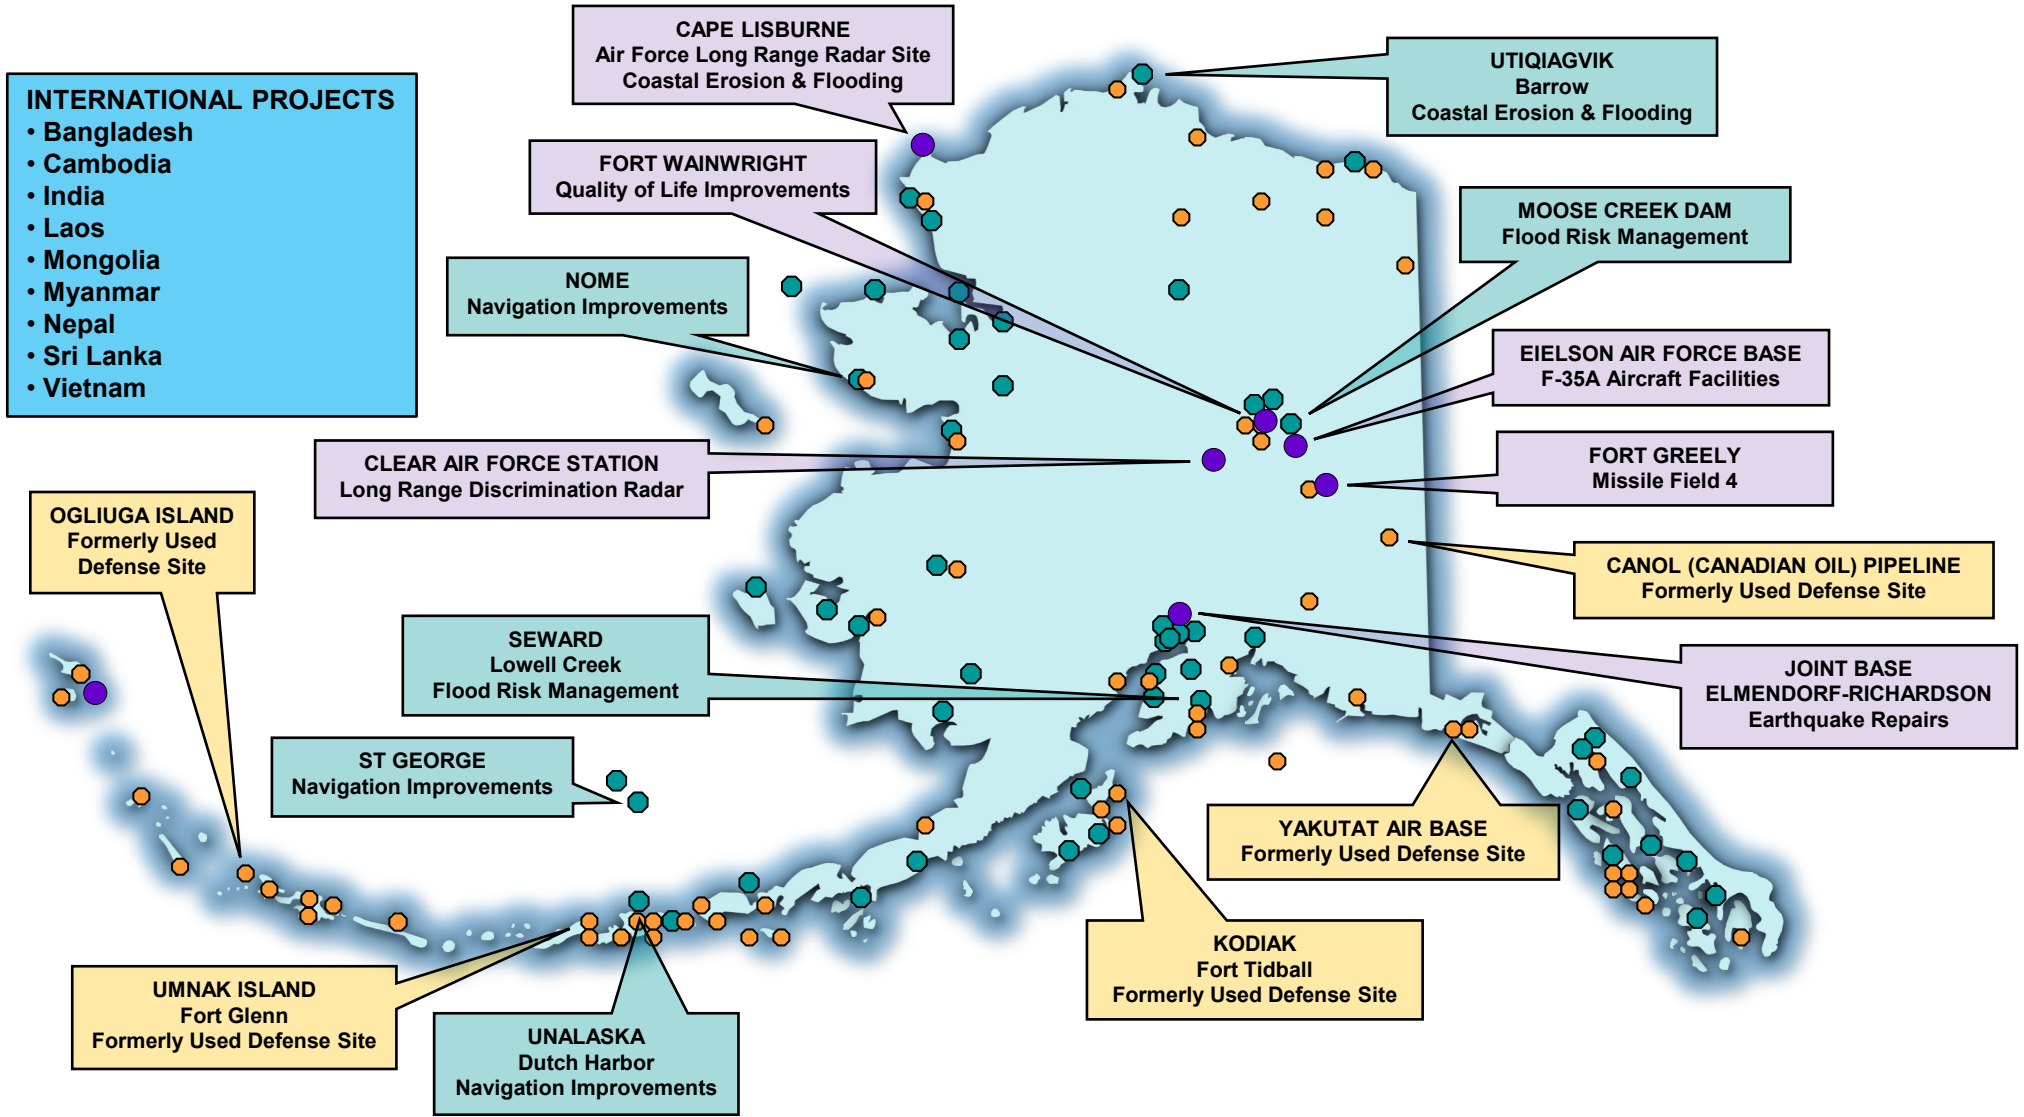 INTERNATIONAL PROJECTS
• Bangladesh
• Cambodia
• India
• Laos
• Mongolia
• Myanmar
• Nepal
• Sri Lanka
• Vietnam
CAPE LISBURNE
Air Force Long Range Radar Site
Coastal Erosion & Flooding
UTIQIAGVIK
Barrow
Coastal Erosion & Flooding
FORT WAINWRIGHT
Quality of Life Improvements
MOOSE CREEK DAM
Flood Risk Management
NOME
Navigation Improvements
EIELSON AIR FORCE BASE
F-35A Aircraft Facilities
CLEAR AIR FORCE STATION
Long Range Discrimination Radar
FORT GREELY
Missile Field 4
OGLIUGA ISLAND
Formerly Used
Defense Site
CANOL (CANADIAN OIL) PIPELINE
Formerly Used Defense Site
SEWARD
Lowell Creek
Flood Risk Management
JOINT BASE
ELMENDORF-RICHARDSON
Earthquake Repairs
ST GEORGE
Navigation Improvements
YAKUTAT AIR BASE
Formerly Used Defense Site
KODIAK
Fort Tidball
Formerly Used Defense Site
UMNAK ISLAND
Fort Glenn
Formerly Used Defense Site
UNALASKA
Dutch Harbor
Navigation Improvements